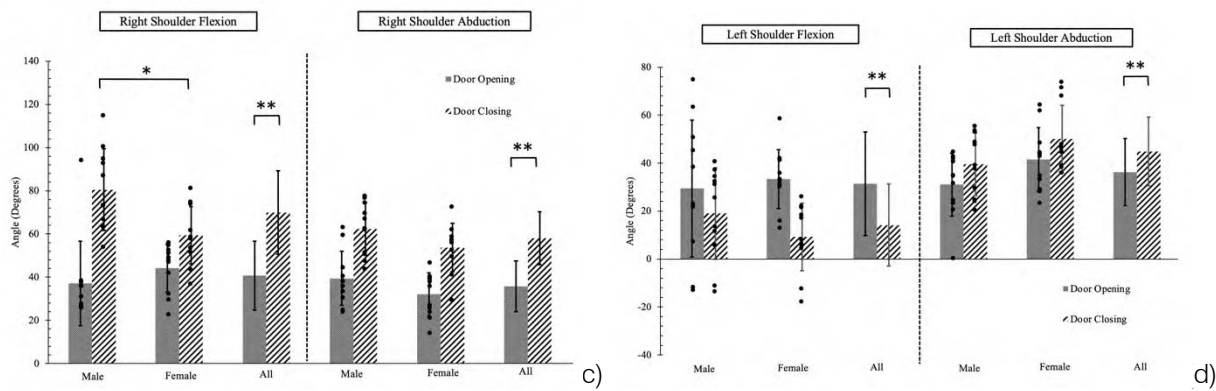 Right Shoulder Flexion
Right Shoulder Abduction
140
120
100
80
60
40
20
0
Angle (Degrees)
*
**
**
Door Opening
Door Closing
Male
Female
All
Male
Female
All
c)
Left Shoulder Flexion
Left Shoulder Abduction
80
60
40
20
0
-20
-40
Angle (Degrees)
**
**
Door Opening
Door Closing
Male
Female
All
Male
Female
All
d)